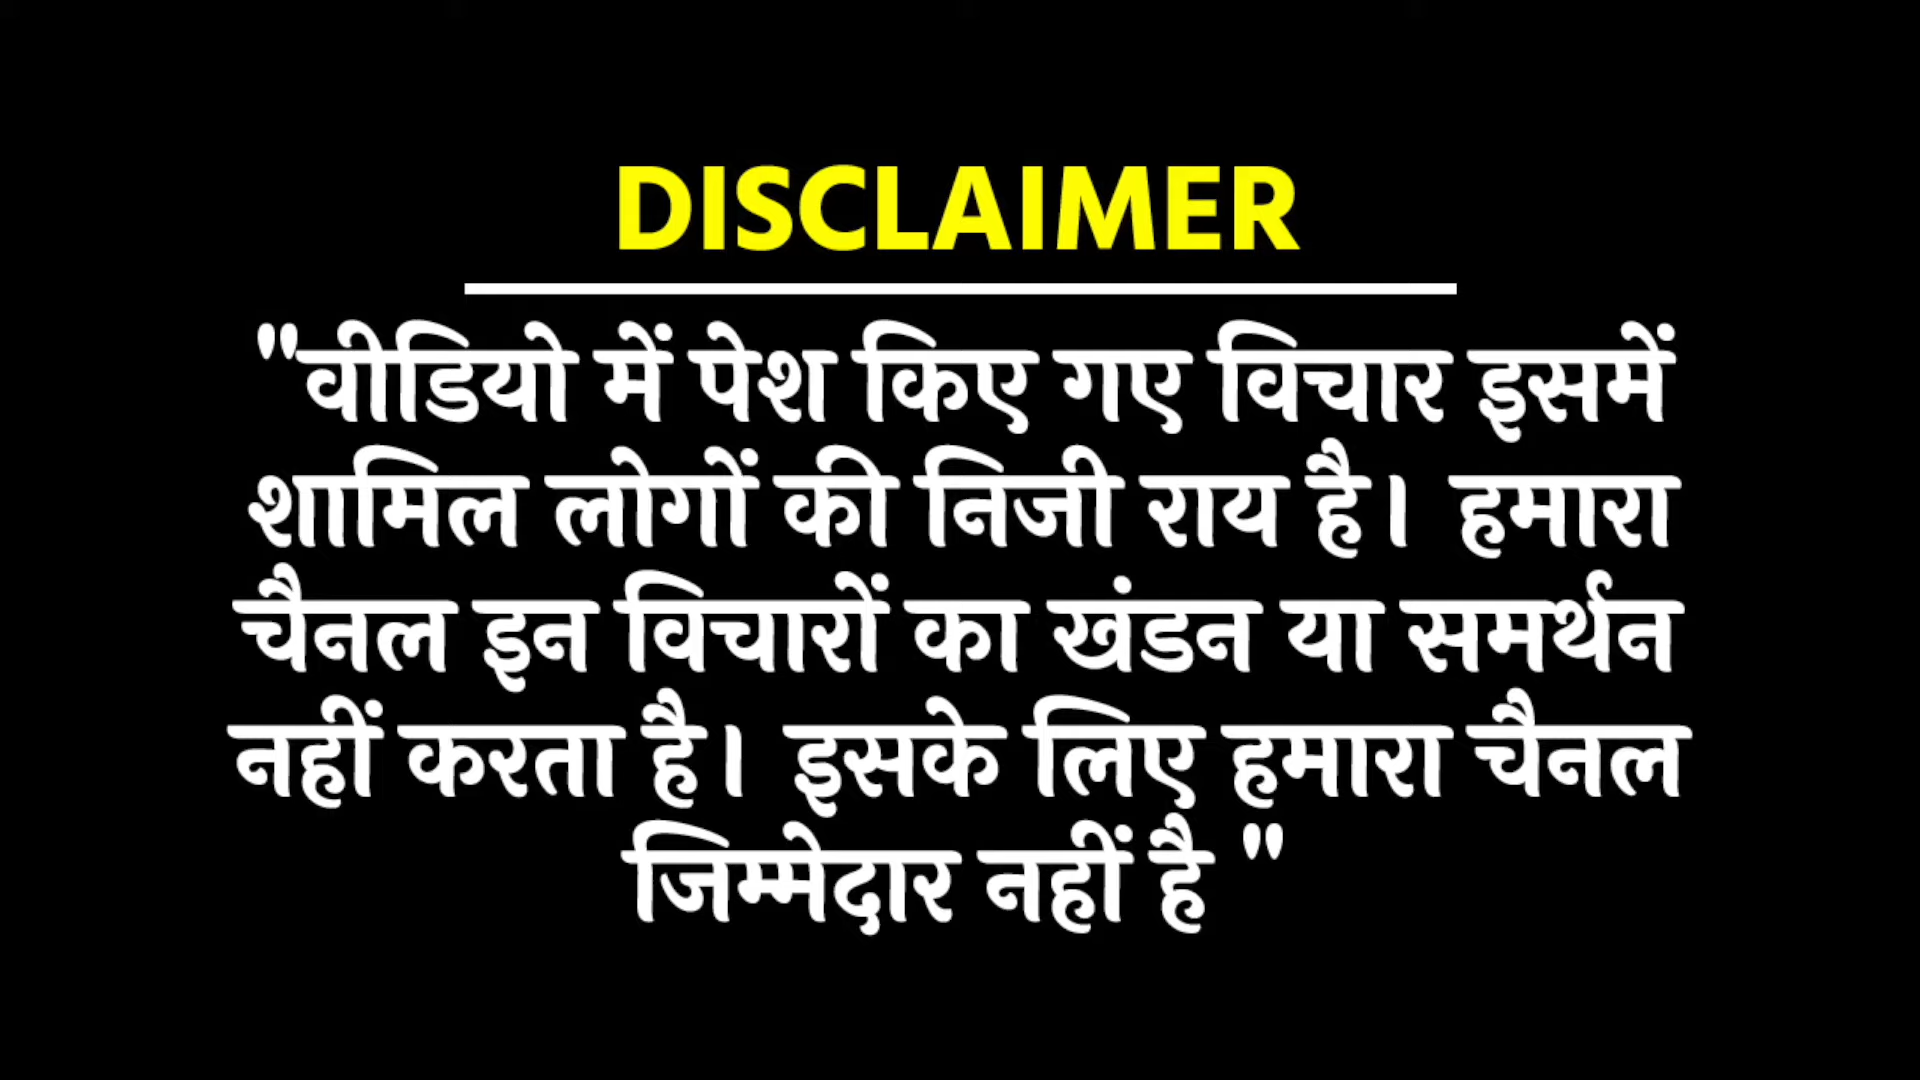 DISCLAIMER
"वीडियो में पेश किए गए विचार इसमें
शामिल लोगों की निजी राय है। हमारा
चैनल इन विचारों का खंडन या समर्थन
नहीं करता है। इसके लिए हमारा चैनल
जिम्मेदार नहीं है "